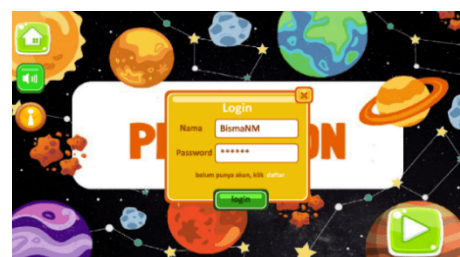 Login
Nama BismaNM
Password ******
belum punya akun, klik daftar
login